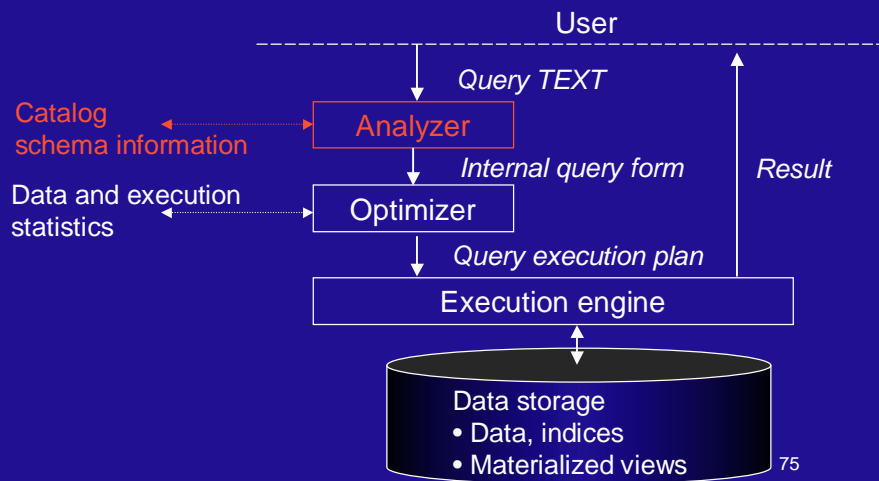 User
Query TEXT
Catalog
schema information
Analyzer
Internal query form
Result
Data and execution
statistics
Optimizer
Query execution plan
Execution engine
Data storage
• Data, indices
• Materialized views
75